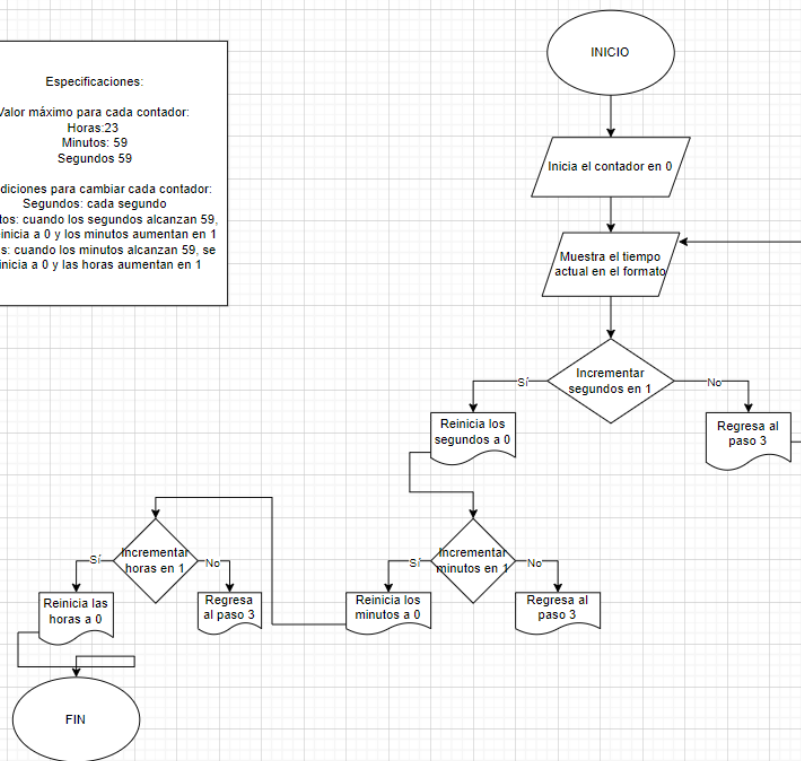 Especificaciones:
Valor máximo para cada contador:
Horas:23
Minutos: 59
Segundos 59
para cambiar cada contador:
Segundos: cada segundo
cuando los segundos alcanzan 59,
a 0 y los minutos aumentan en 1
cuando los minutos alcanzan 59, se
a 0 y las horas aumentan en 1
INICIO
Inicia el contador en 0
Muestra el tiempo
actual en el formato
Incrementar
segundos en 1
Sí
No
Reinicia los
segundos a 0
Regresa al
paso 3
Incrementar
minutos en 1
Sí
No
Reinicia los
minutos a 0
Regresa al
paso 3
Incrementar
horas en 1
Sí
No
Reinicia las
horas a 0
Regresa
al paso 3
FIN